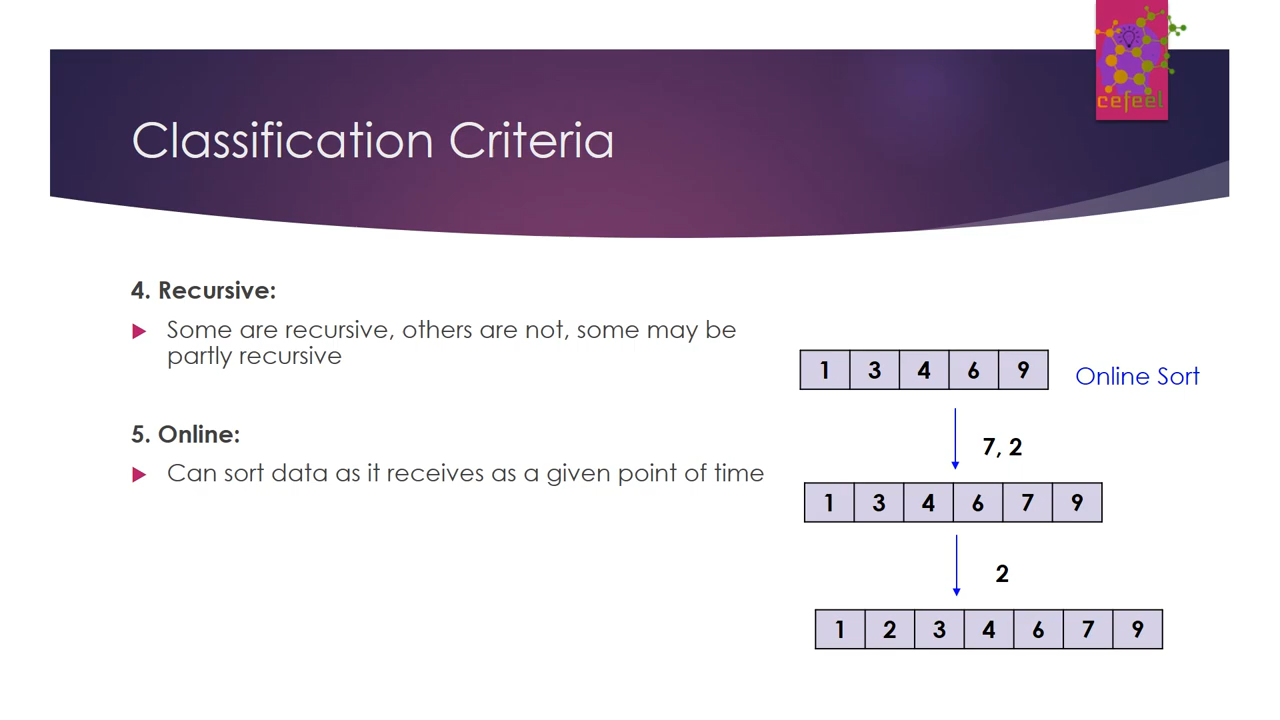 cefeel
Classification Criteria
4. Recursive:
Some are recursive, others are not, some may be
partly recursive
5. Online:
Can sort data as it receives as a given point of time
1 3 4 6 9
Online Sort
7, 2
1 3 4 6 7 9
2
1 2 3 4 6 7 9